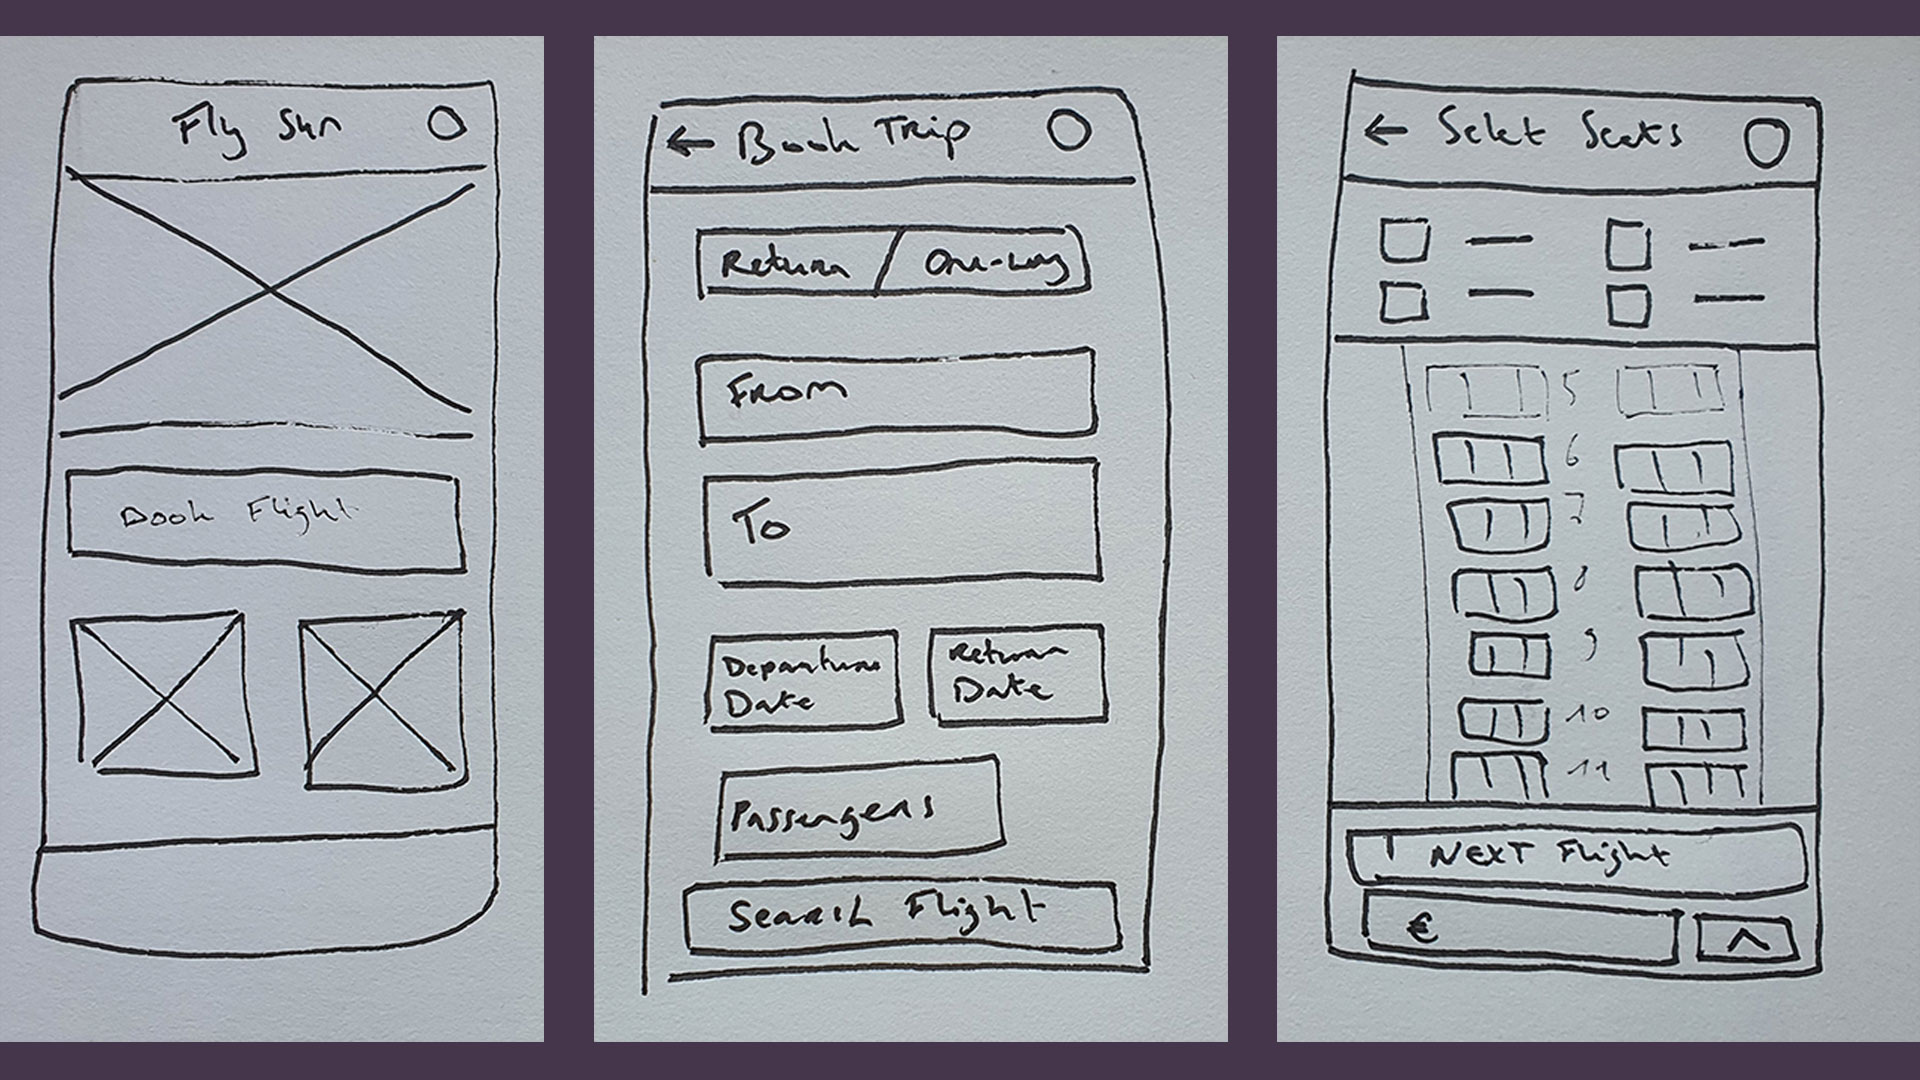 Fly Sun
Book Flight
← Book Trip
Return / One-way
From
To
Departure
Date
Return
Date
Passengers
Search Flight
← Select Seats
5
6
7
8
9
10
11
NEXT Flight
€